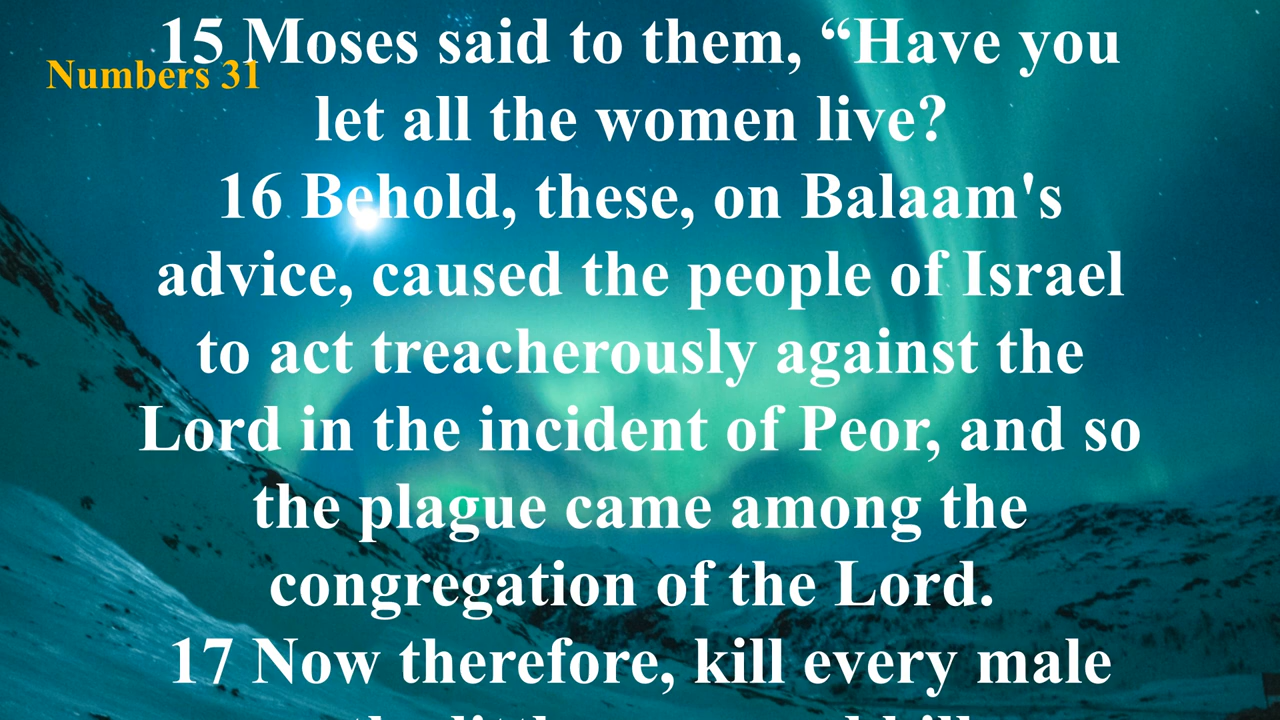 15 Moses said to them, “Have you
Numbers 31
let all the women live?
16 Behold, these, on Balaam's
advice, caused the people of Israel
to act treacherously against the
Lord in the incident of Peor, and so
the plague came among the
congregation of the Lord.
17 Now therefore, kill every male